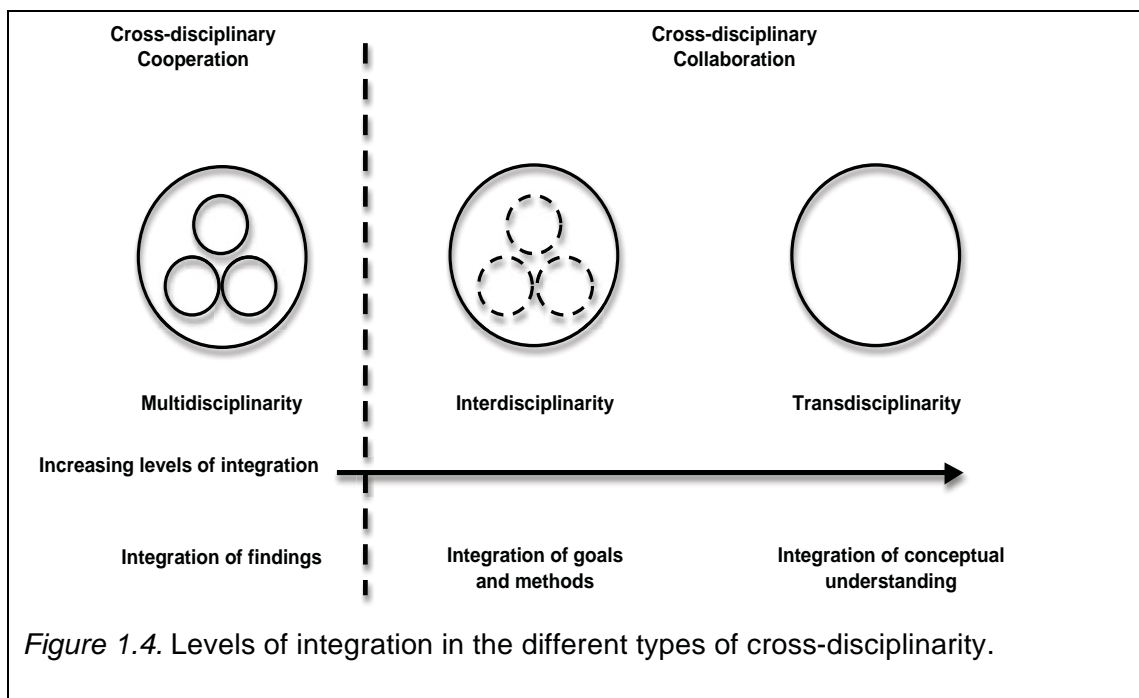 Cross-disciplinary
Cooperation
Cross-disciplinary
Collaboration
Multidisciplinarity
Interdisciplinarity
Transdisciplinarity
Increasing levels of integration
Integration of findings
Integration of goals
and methods
Integration of conceptual
understanding
Figure 1.4. Levels of integration in the different types of cross-disciplinarity.